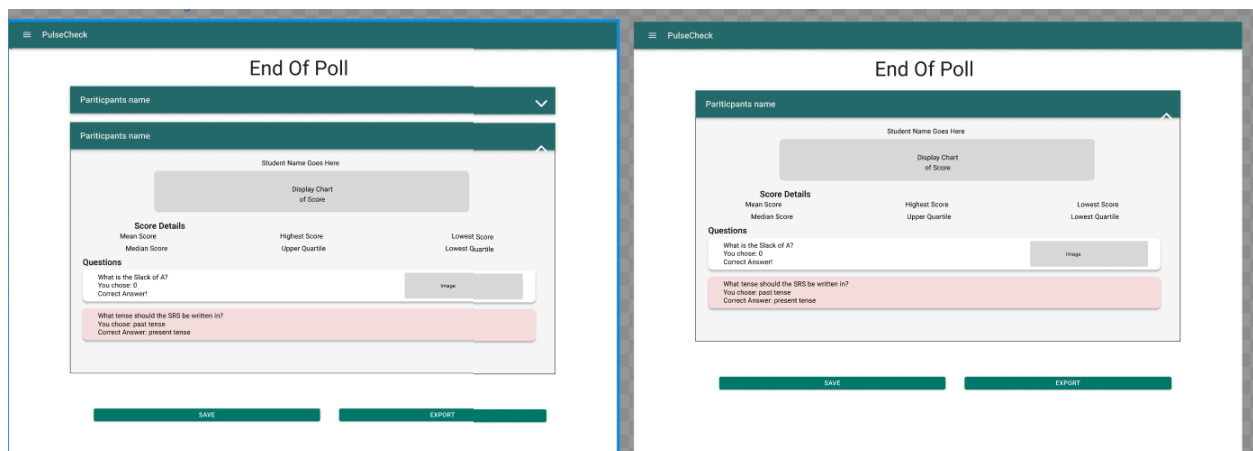 PulseCheck
End Of Poll
Pariticpants name
Pariticpants name
Student Name Goes Here
Display Chart
of Score
Score Details
Mean Score Highest Score Lowest Score
Median Score Upper Quartile Lowest Quartile
Questions
What is the Slack of A?
You chose: 0
Correct Answer!
Image
What tense should the SRS be written in?
You chose: past tense
Correct Answer: present tense
SAVE EXPORT
PulseCheck
End Of Poll
Pariticpants name
Student Name Goes Here
Display Chart
of Score
Score Details
Mean Score Highest Score Lowest Score
Median Score Upper Quartile Lowest Quartile
Questions
What is the Slack of A?
You chose: 0
Correct Answer!
Image
What tense should the SRS be written in?
You chose: past tense
Correct Answer: present tense
SAVE EXPORT